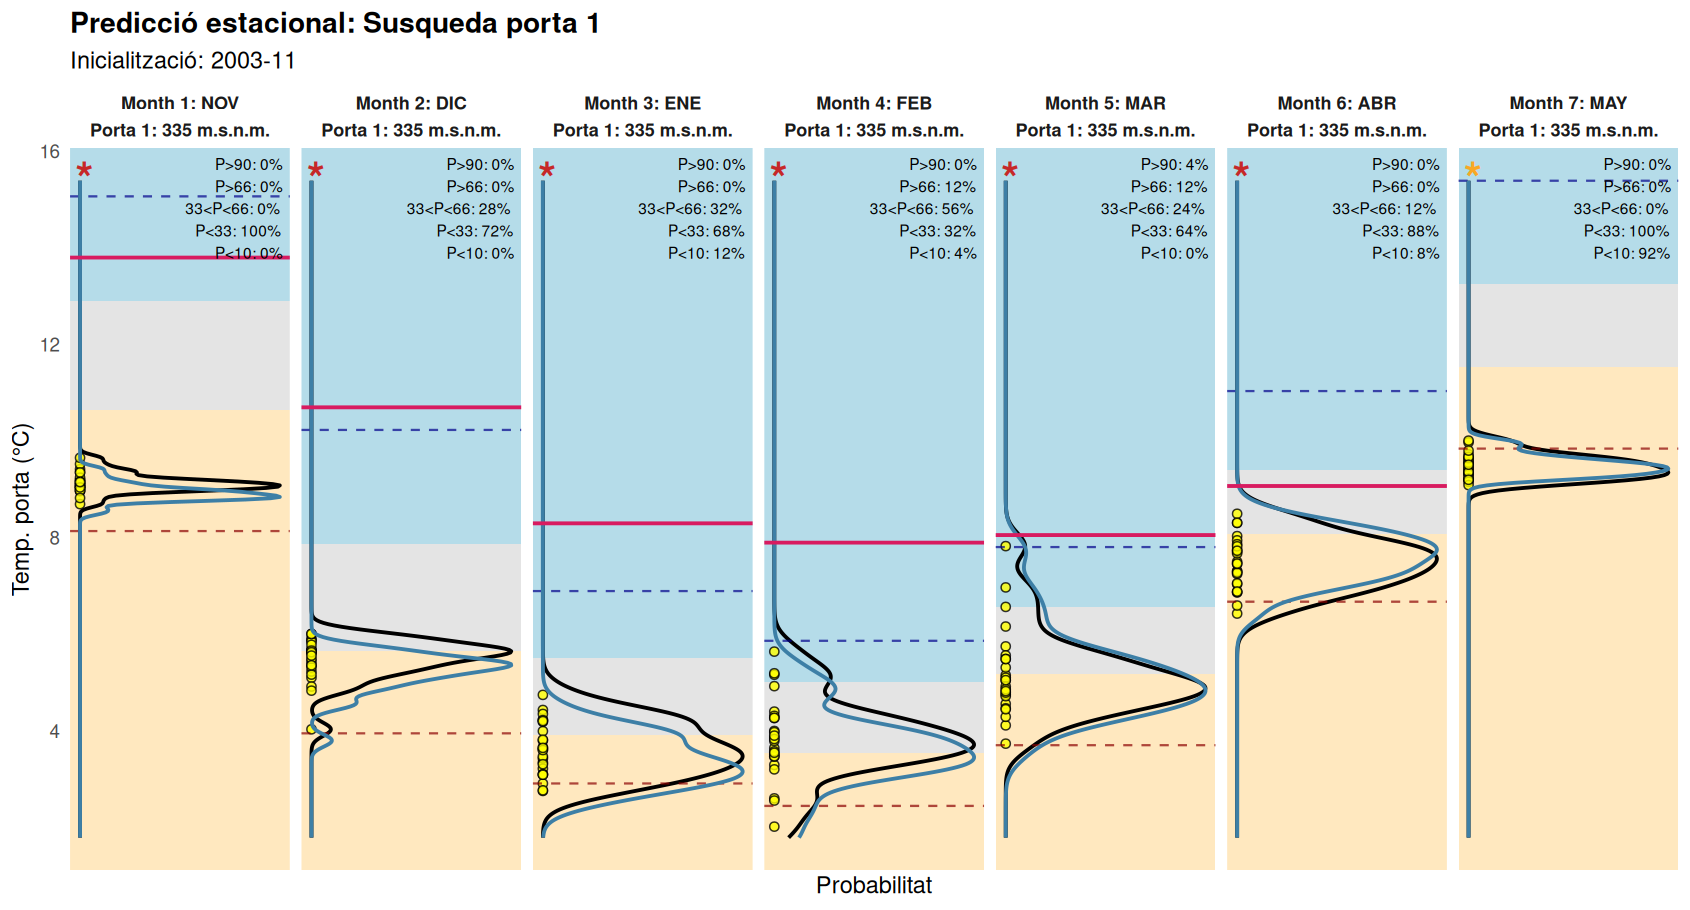 Predicció estacional: Susqueda porta 1
Inicialització: 2003-11
Month 1: NOV
Porta 1: 335 m.s.n.m.
Month 2: DIC
Porta 1: 335 m.s.n.m.
Month 3: ENE
Porta 1: 335 m.s.n.m.
Month 4: FEB
Porta 1: 335 m.s.n.m.
Month 5: MAR
Porta 1: 335 m.s.n.m.
Month 6: ABR
Porta 1: 335 m.s.n.m.
Month 7: MAY
Porta 1: 335 m.s.n.m.
Temp. porta (°C)
16
12
8
4
*
P>90: 0%
P>66: 0%
33<P<66: 0%
P<33: 100%
P<10: 0%
*
P>90: 0%
P>66: 0%
33<P<66: 28%
P<33: 72%
P<10: 0%
*
P>90: 0%
P>66: 0%
33<P<66: 32%
P<33: 68%
P<10: 12%
*
P>90: 0%
P>66: 12%
33<P<66: 56%
P<33: 32%
P<10: 4%
*
P>90: 4%
P>66: 12%
33<P<66: 24%
P<33: 64%
P<10: 0%
*
P>90: 0%
P>66: 0%
33<P<66: 12%
P<33: 88%
P<10: 8%
*
P>90: 0%
P>66: 0%
33<P<66: 0%
P<33: 100%
P<10: 92%
Probabilitat